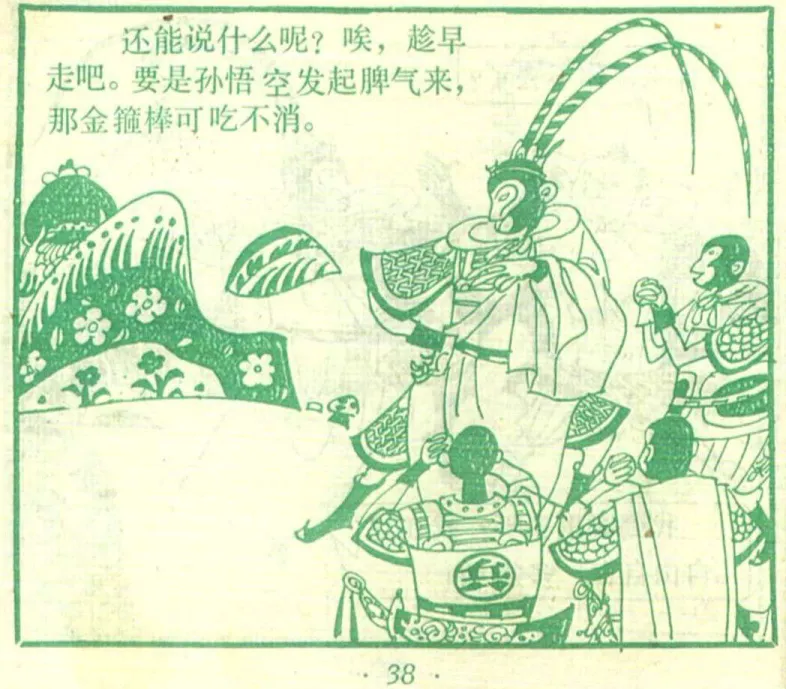 还能说什么呢？唉，趁早
走吧。要是孙悟空发起脾气来，
那金箍棒可吃不消。
兵
· 38 ·